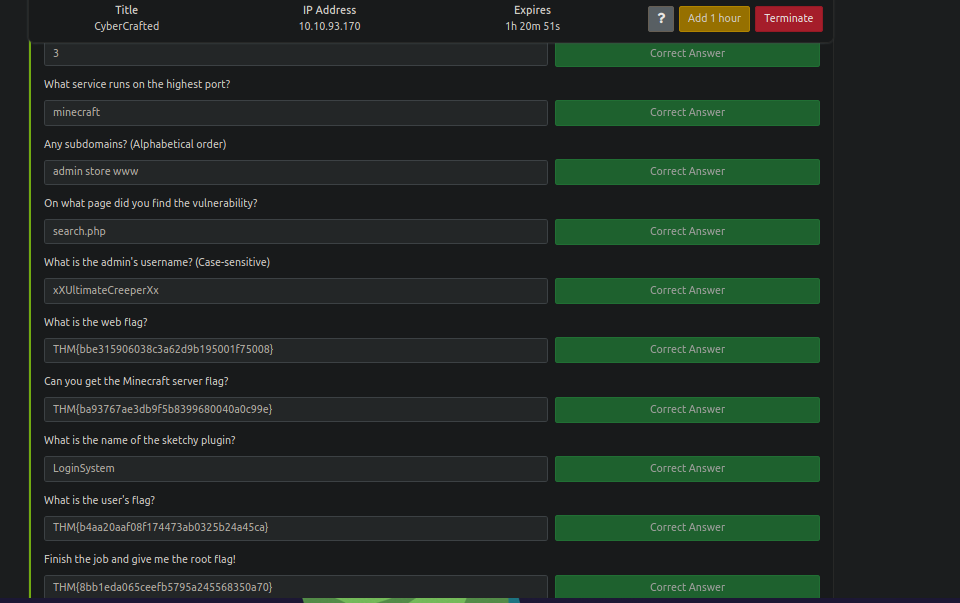 Title IP Address Expires
CyberCrafted 10.10.93.170 1h 20m 51s ? Add 1 hour Terminate
3 Correct Answer
What service runs on the highest port?
minecraft Correct Answer
Any subdomains? (Alphabetical order)
admin store www Correct Answer
On what page did you find the vulnerability?
search.php Correct Answer
What is the admin's username? (Case-sensitive)
xXUltimateCreeperXx Correct Answer
What is the web flag?
THM{bbe315906038c3a62d9b195001f75008} Correct Answer
Can you get the Minecraft server flag?
THM{ba93767ae3db9f5b8399680040a0c99e} Correct Answer
What is the name of the sketchy plugin?
LoginSystem Correct Answer
What is the user's flag?
THM{b4aa20aaf08f174473ab0325b24a45ca} Correct Answer
Finish the job and give me the root flag!
THM{8bb1eda065ceefb5795a245568350a70} Correct Answer